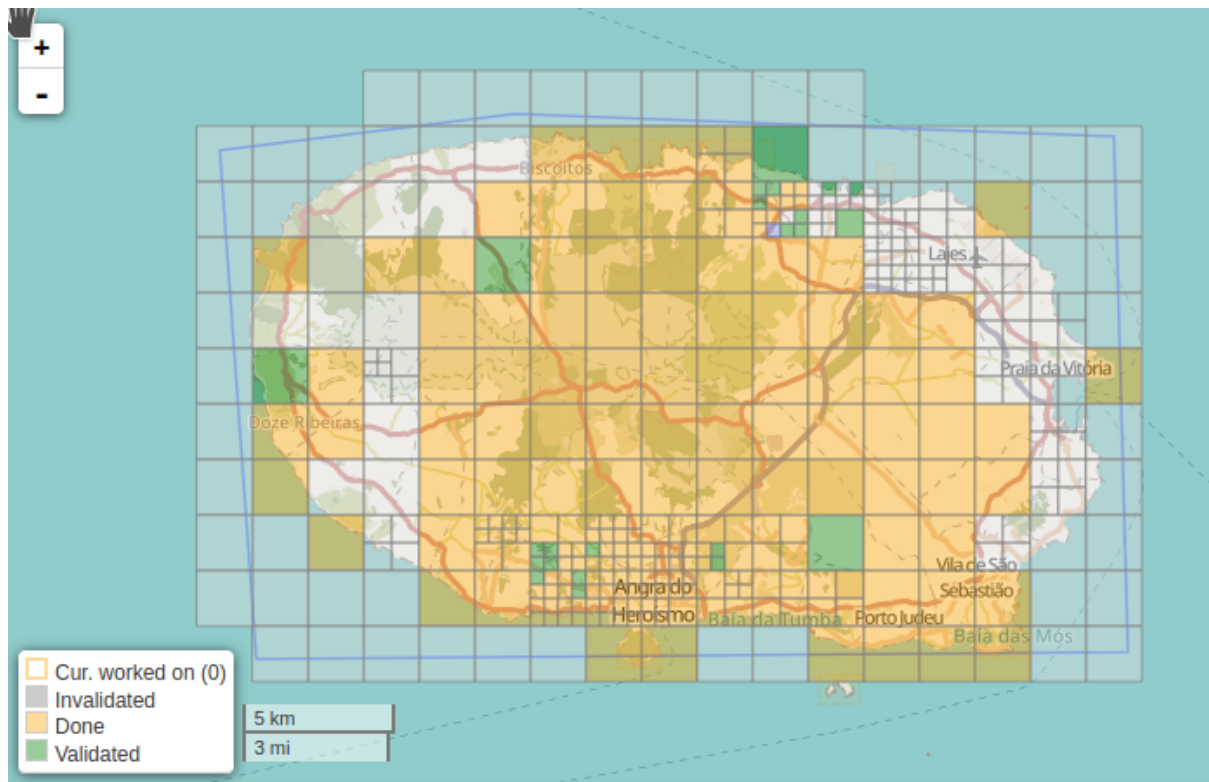 +
-
Biscoitos
Lajes
Praia da Vitória
Doze Ribeiras
Vila de São
Sebastião
Angra do
Heroísmo
Baía da Tumba
Porto Judeu
Baía das Mós
Cur. worked on (0)
Invalidated
Done
Validated
5 km
3 mi